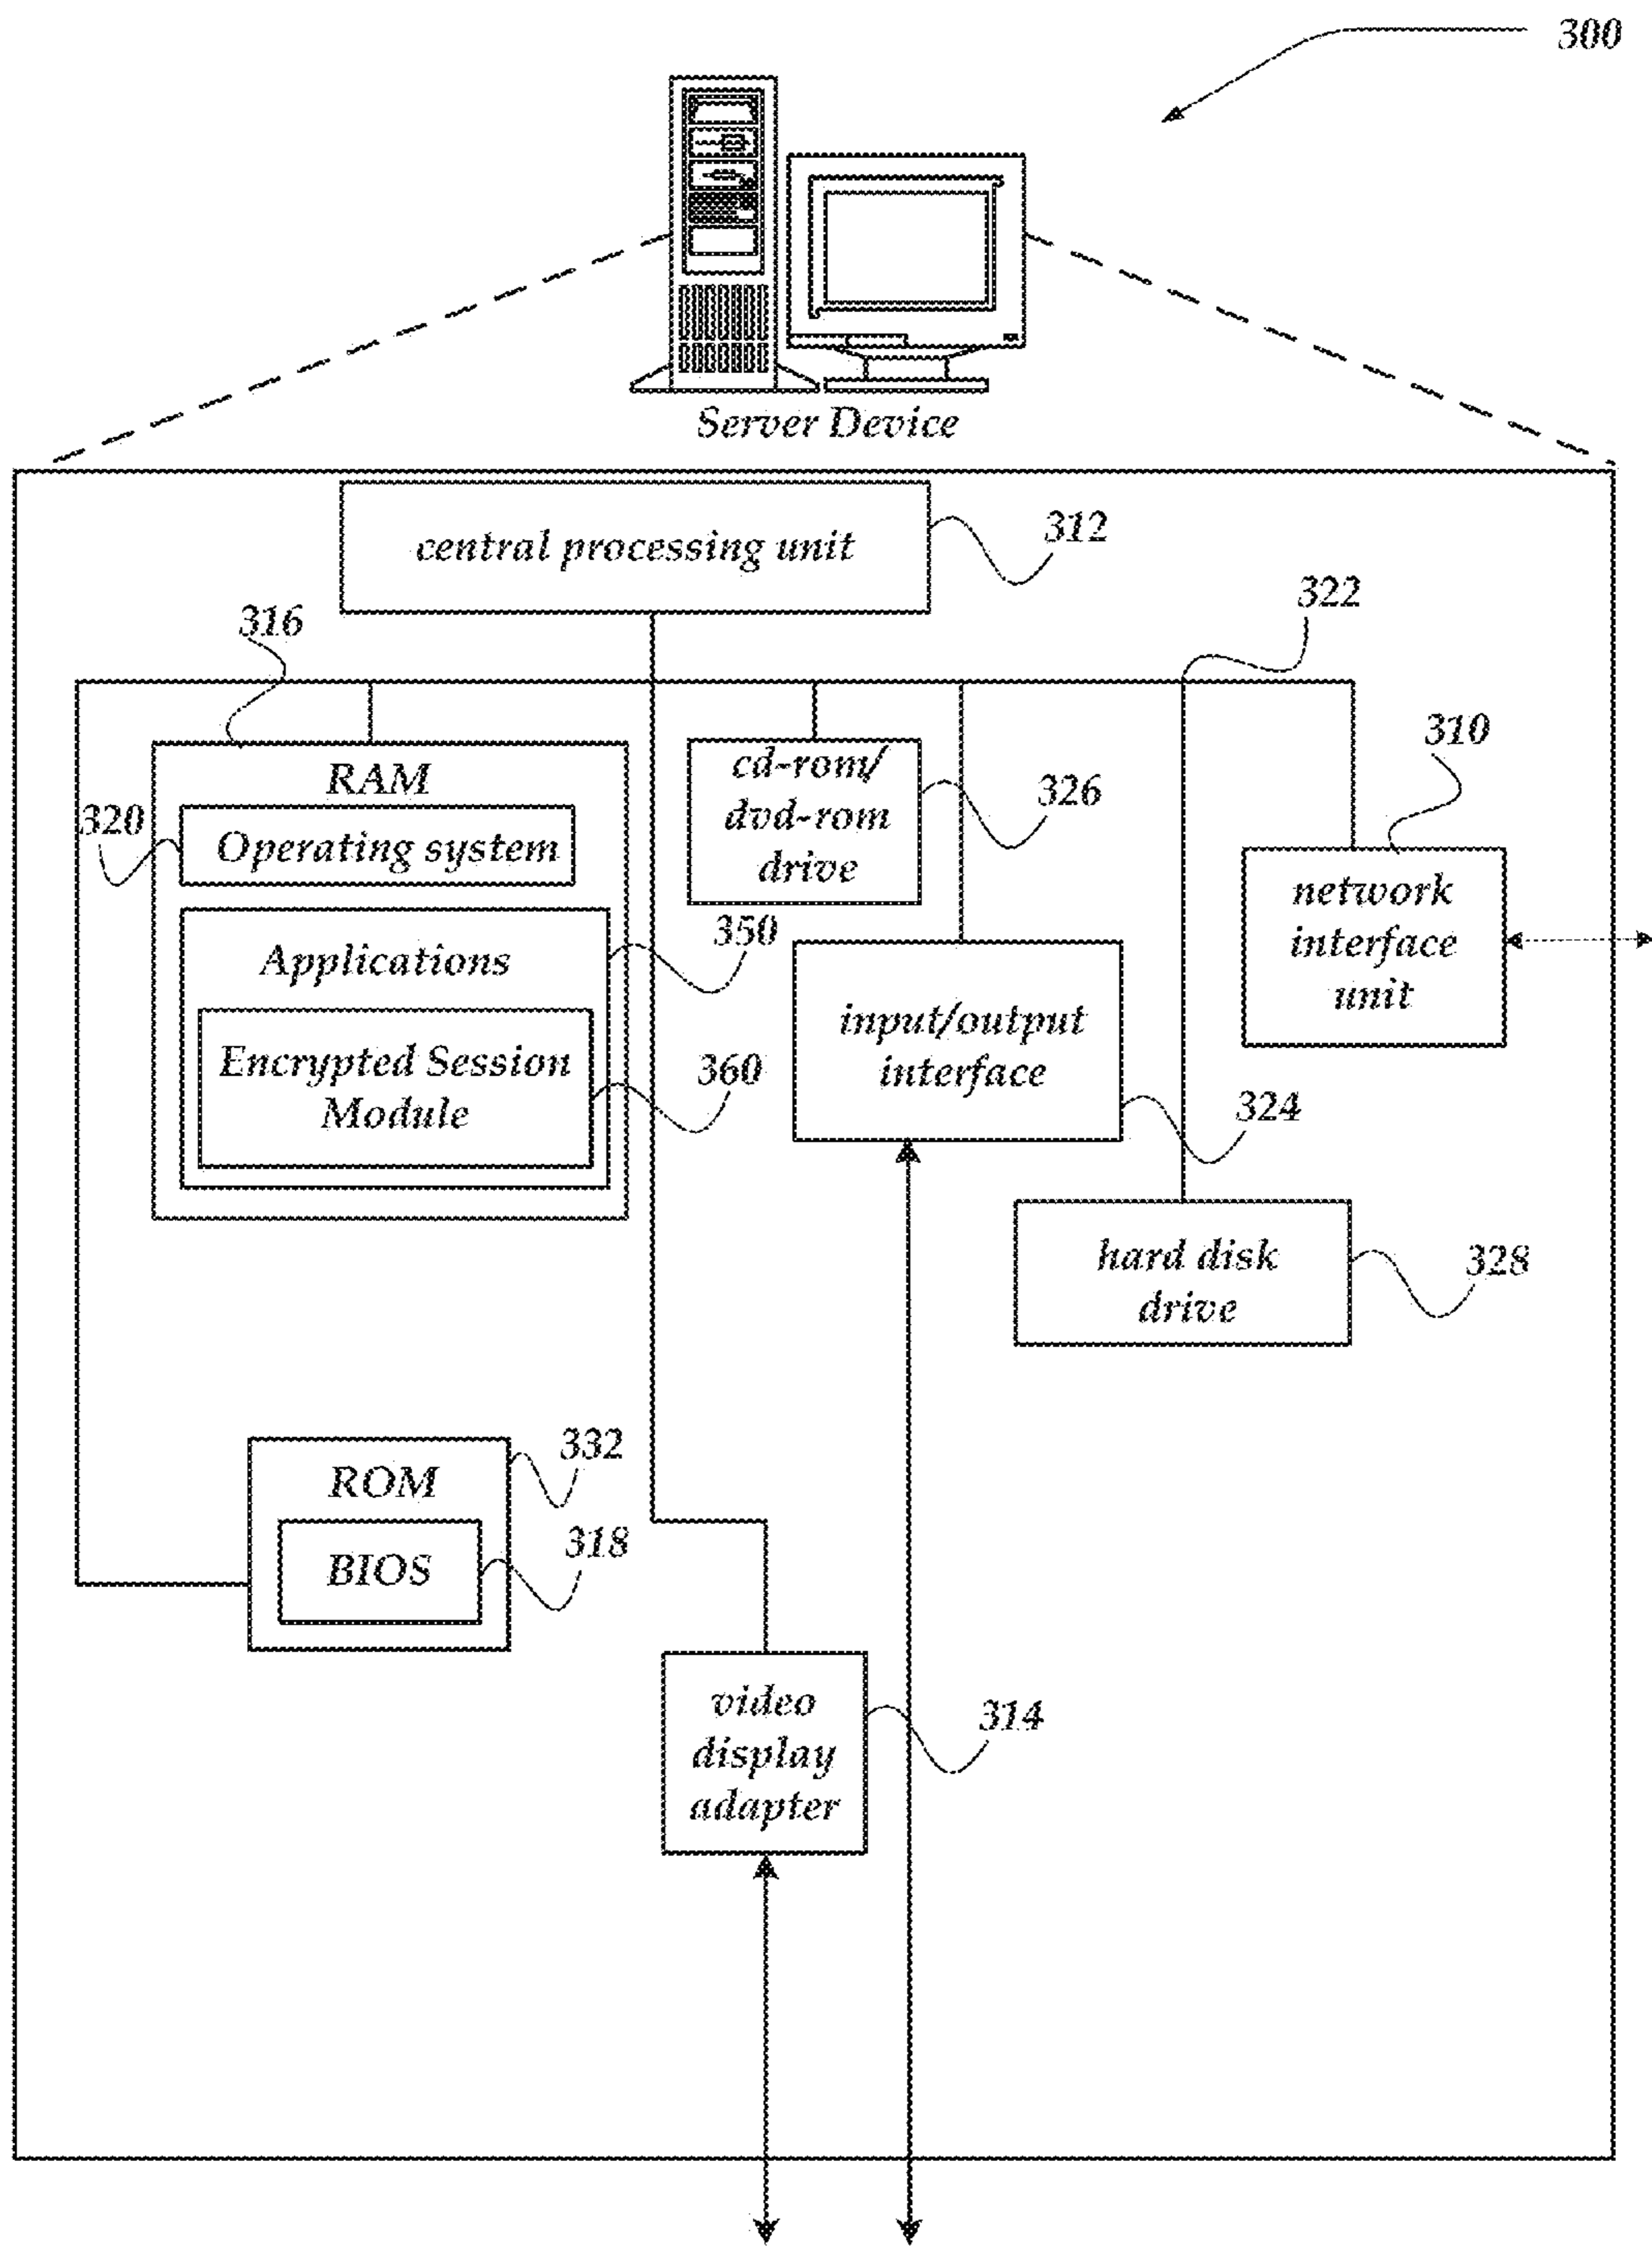 300
Server Device
central processing unit
312
322
316
310
RAM
cd-rom/
dvd-rom
drive
326
320
Operating system
network
interface
unit
350
Applications
input/output
interface
Encrypted Session
Module
360
324
hard disk
drive
328
332
ROM
318
BIOS
video
display
adapter
314